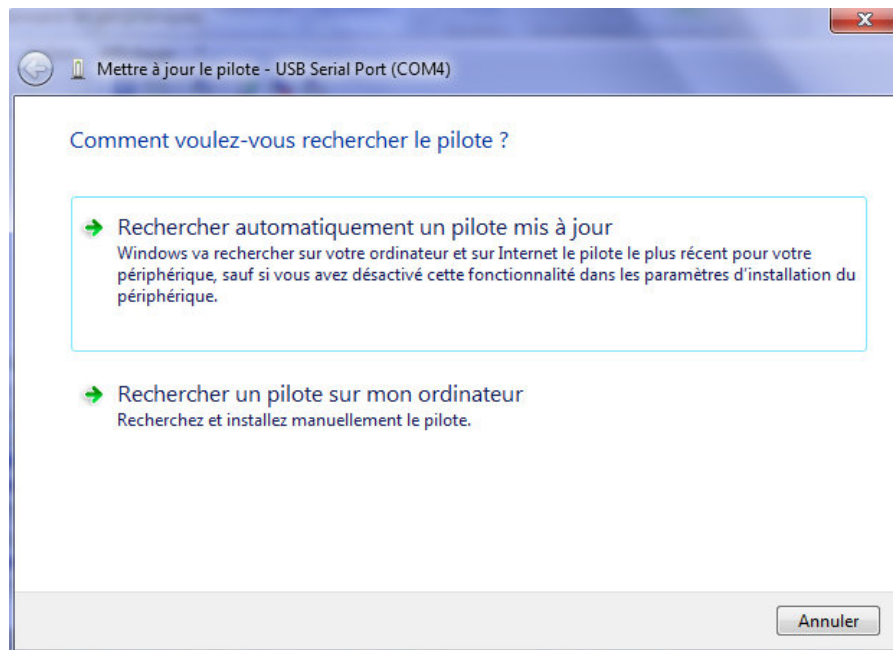 Mettre à jour le pilote - USB Serial Port (COM4)
Comment voulez-vous rechercher le pilote ?
Rechercher automatiquement un pilote mis à jour
Windows va rechercher sur votre ordinateur et sur Internet le pilote le plus récent pour votre
périphérique, sauf si vous avez désactivé cette fonctionnalité dans les paramètres d'installation du
périphérique.
Rechercher un pilote sur mon ordinateur
Recherchez et installez manuellement le pilote.
Annuler